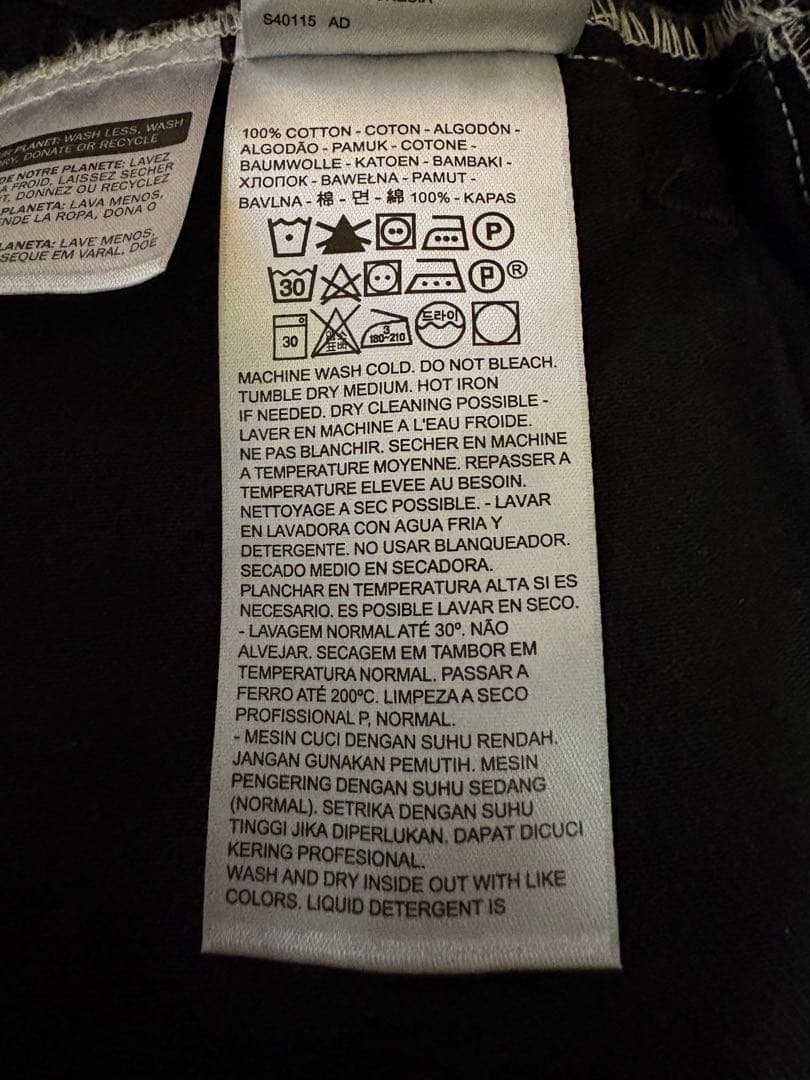 S40115 AD
PLANET: WASH LESS, WASH
DONATE OR RECYCLE
DE NOTRE PLANETE: LAVEZ
A FROID, LAISSEZ SECHER
DONNEZ OU RECYCLEZ
PLANETA: LAVA MENOS,
ENDE LA ROPA, DONA O
LANETA: LAVE MENOS,
SEQUE EM VARAL, DOE
100% COTTON - COTON - ALGODÓN -
ALGODÃO - PAMUK - COTONE -
BAUMWOLLE - KATOEN - BAMBAKI -
ХЛОПОК - BAWEŁNA - PAMUT -
BAVLNA - 棉 - 면 - 綿 100% - KAPAS
P
30 P ®
30 3 180-210 드라이
MACHINE WASH COLD. DO NOT BLEACH.
TUMBLE DRY MEDIUM. HOT IRON
IF NEEDED. DRY CLEANING POSSIBLE -
LAVER EN MACHINE A L'EAU FROIDE.
NE PAS BLANCHIR. SECHER EN MACHINE
A TEMPERATURE MOYENNE. REPASSER A
TEMPERATURE ELEVEE AU BESOIN.
NETTOYAGE A SEC POSSIBLE. - LAVAR
EN LAVADORA CON AGUA FRIA Y
DETERGENTE. NO USAR BLANQUEADOR.
SECADO MEDIO EN SECADORA.
PLANCHAR EN TEMPERATURA ALTA SI ES
NECESARIO. ES POSIBLE LAVAR EN SECO.
- LAVAGEM NORMAL ATÉ 30º. NÃO
ALVEJAR. SECAGEM EM TAMBOR EM
TEMPERATURA NORMAL. PASSAR A
FERRO ATÉ 200ºC. LIMPEZA A SECO
PROFISSIONAL P, NORMAL.
- MESIN CUCI DENGAN SUHU RENDAH.
JANGAN GUNAKAN PEMUTIH. MESIN
PENGERING DENGAN SUHU SEDANG
(NORMAL). SETRIKA DENGAN SUHU
TINGGI JIKA DIPERLUKAN. DAPAT DICUCI
KERING PROFESIONAL.
WASH AND DRY INSIDE OUT WITH LIKE
COLORS. LIQUID DETERGENT IS